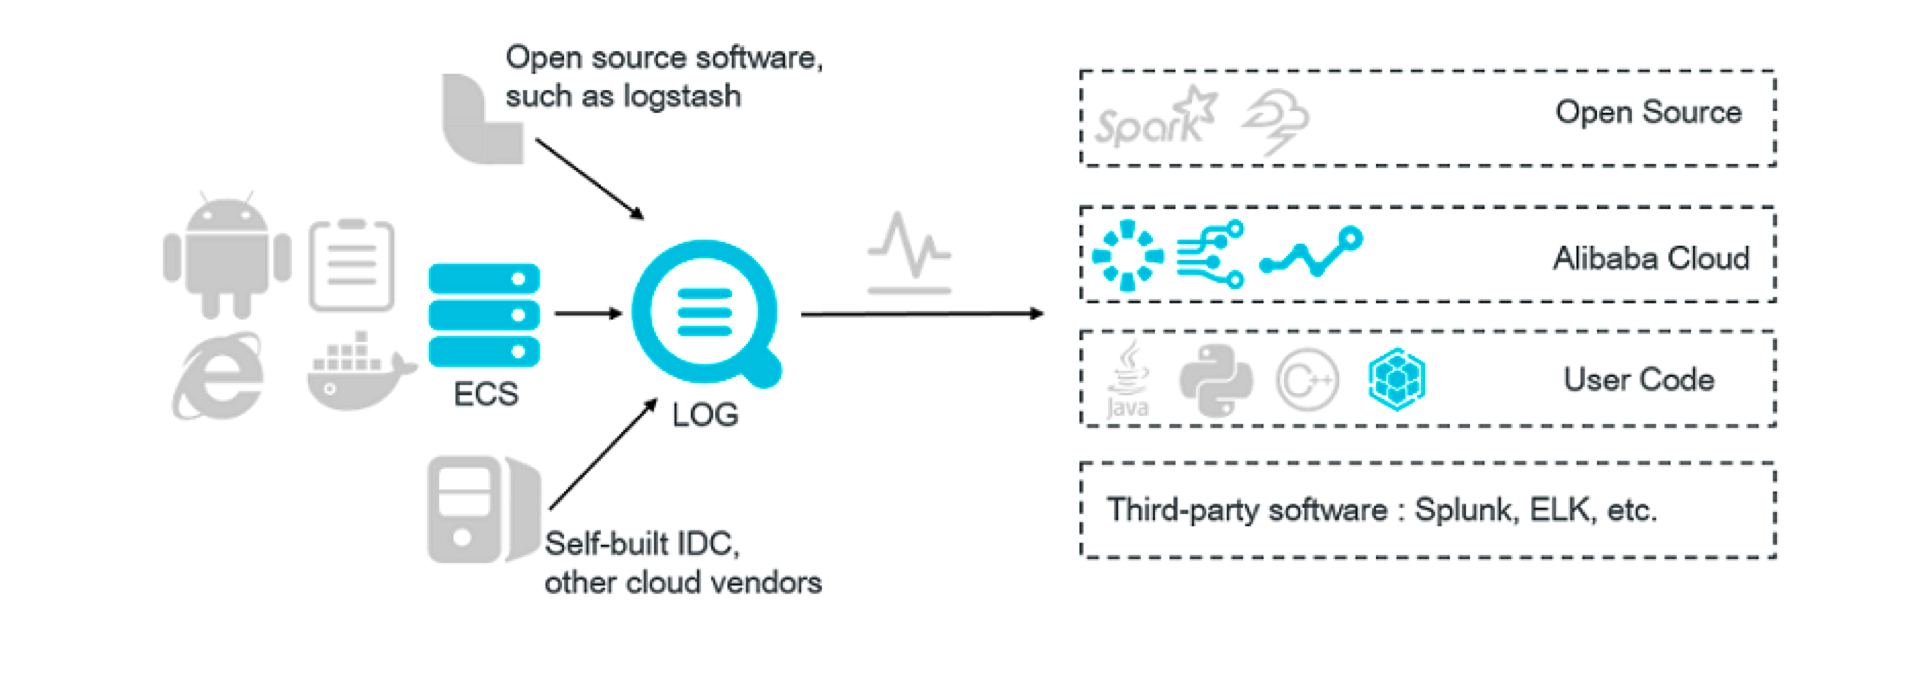 Open source software,
such as logstash
ECS
LOG
Self-built IDC,
other cloud vendors
Spark
Open Source
Alibaba Cloud
Java
C++
User Code
Third-party software : Splunk, ELK, etc.